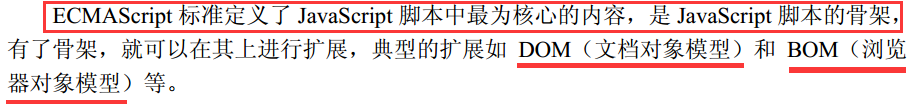 ECMAScript 标准定义了 JavaScript 脚本中最为核心的内容，是 JavaScript 脚本的骨架，
有了骨架，就可以在其上进行扩展，典型的扩展如 DOM（文档对象模型）和 BOM（浏览
器对象模型）等。